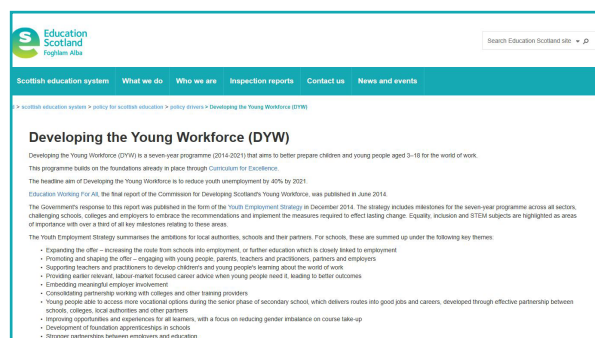 Education
Scotland
Foghlam Alba
Search Education Scotland site
Scottish education system What we do Who we are Inspection reports Contact us News and events
> scottish education system > policy for scottish education > policy drivers > Developing the Young Workforce (DYW)
Developing the Young Workforce (DYW)
Developing the Young Workforce (DYW) is a seven-year programme (2014-2021) that aims to better prepare children and young people aged 3–18 for the world of work.
This programme builds on the foundations already in place through Curriculum for Excellence.
The headline aim of Developing the Young Workforce is to reduce youth unemployment by 40% by 2021.
Education Working For All, the final report of the Commission for Developing Scotland's Young Workforce, was published in June 2014.
The Government's response to this report was published in the form of the Youth Employment Strategy in December 2014. The strategy includes milestones for the seven-year programme across all sectors,
challenging schools, colleges and employers to embrace the recommendations and implement the measures required to effect lasting change. Equality, inclusion and STEM subjects are highlighted as areas
of importance with over a third of all key milestones relating to these areas.
The Youth Employment Strategy summarises the ambitions for local authorities, schools and their partners. For schools, these are summed up under the following key themes:
• Expanding the offer – increasing the route from schools into employment, or further education which is closely linked to employment
• Promoting and shaping the offer – engaging with young people, parents, teachers and practitioners, partners and employers
• Supporting teachers and practitioners to develop children's and young people's learning about the world of work
• Providing earlier relevant, labour-market focused career advice when young people need it, leading to better outcomes
• Embedding meaningful employer involvement
• Consolidating partnership working with colleges and other training providers
• Young people able to access more vocational options during the senior phase of secondary school, which delivers routes into good jobs and careers, developed through effective partnership between
schools, colleges, local authorities and other partners
• Improving opportunities and experiences for all learners, with a focus on reducing gender imbalance on course take-up
• Development of foundation apprenticeships in schools
• Stronger partnerships between employers and education